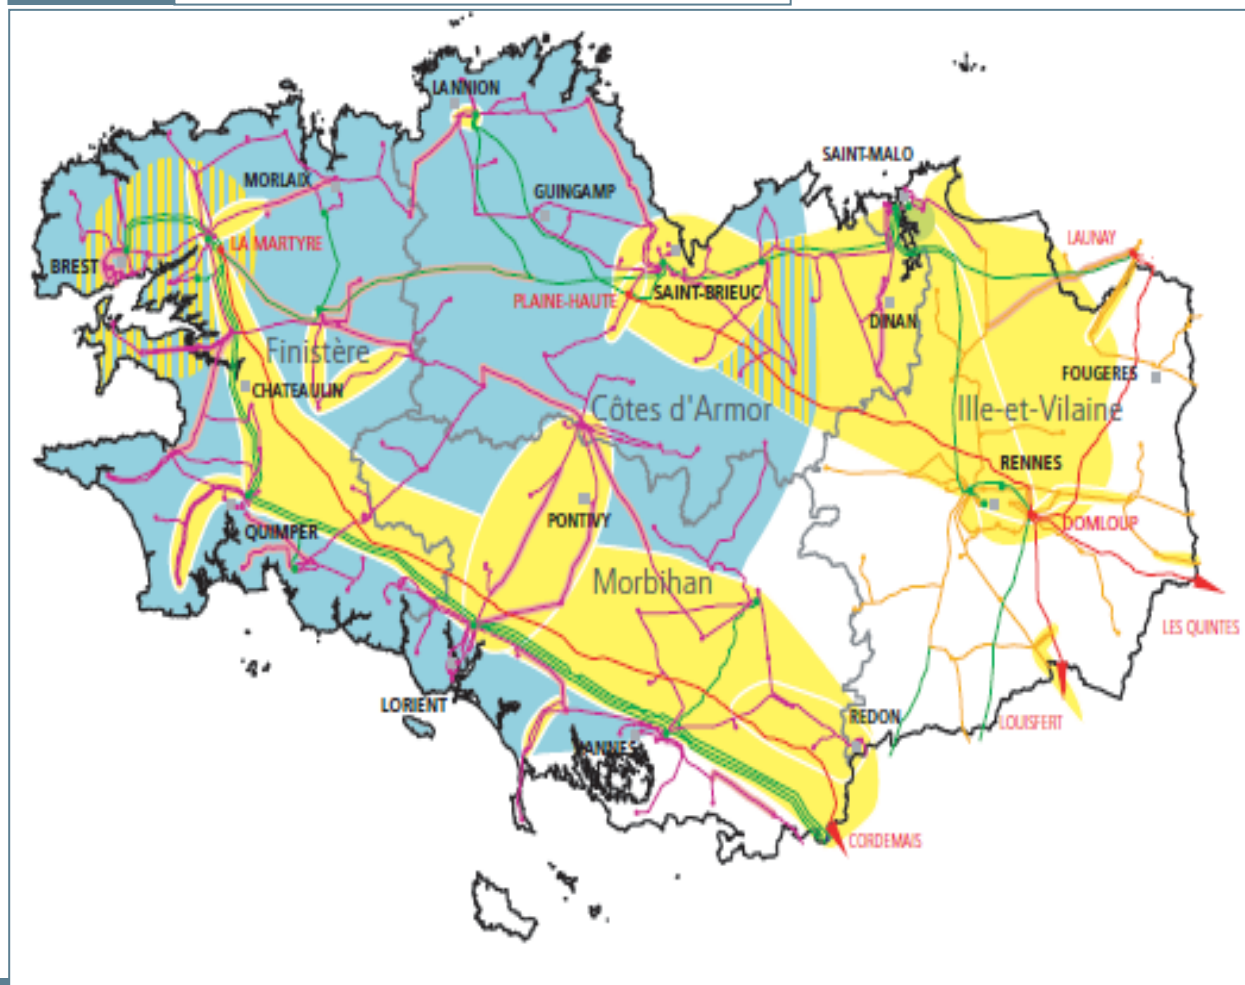 LANNION
SAINT-MALO
MORLAIX
GUINGAMP
LA MARTYRE
LAUNAY
BREST
PLAINE-HAUTE
SAINT-BRIEUC
DINAN
Finistère
FOUGERES
CHATEAULIN
Côtes d'Armor
Ille-et-Vilaine
RENNES
PONTIVY
DOMLOUP
QUIMPER
Morbihan
LES QUINTES
LORIENT
REDON
LOUISFERT
VANNES
CORDEMAIS